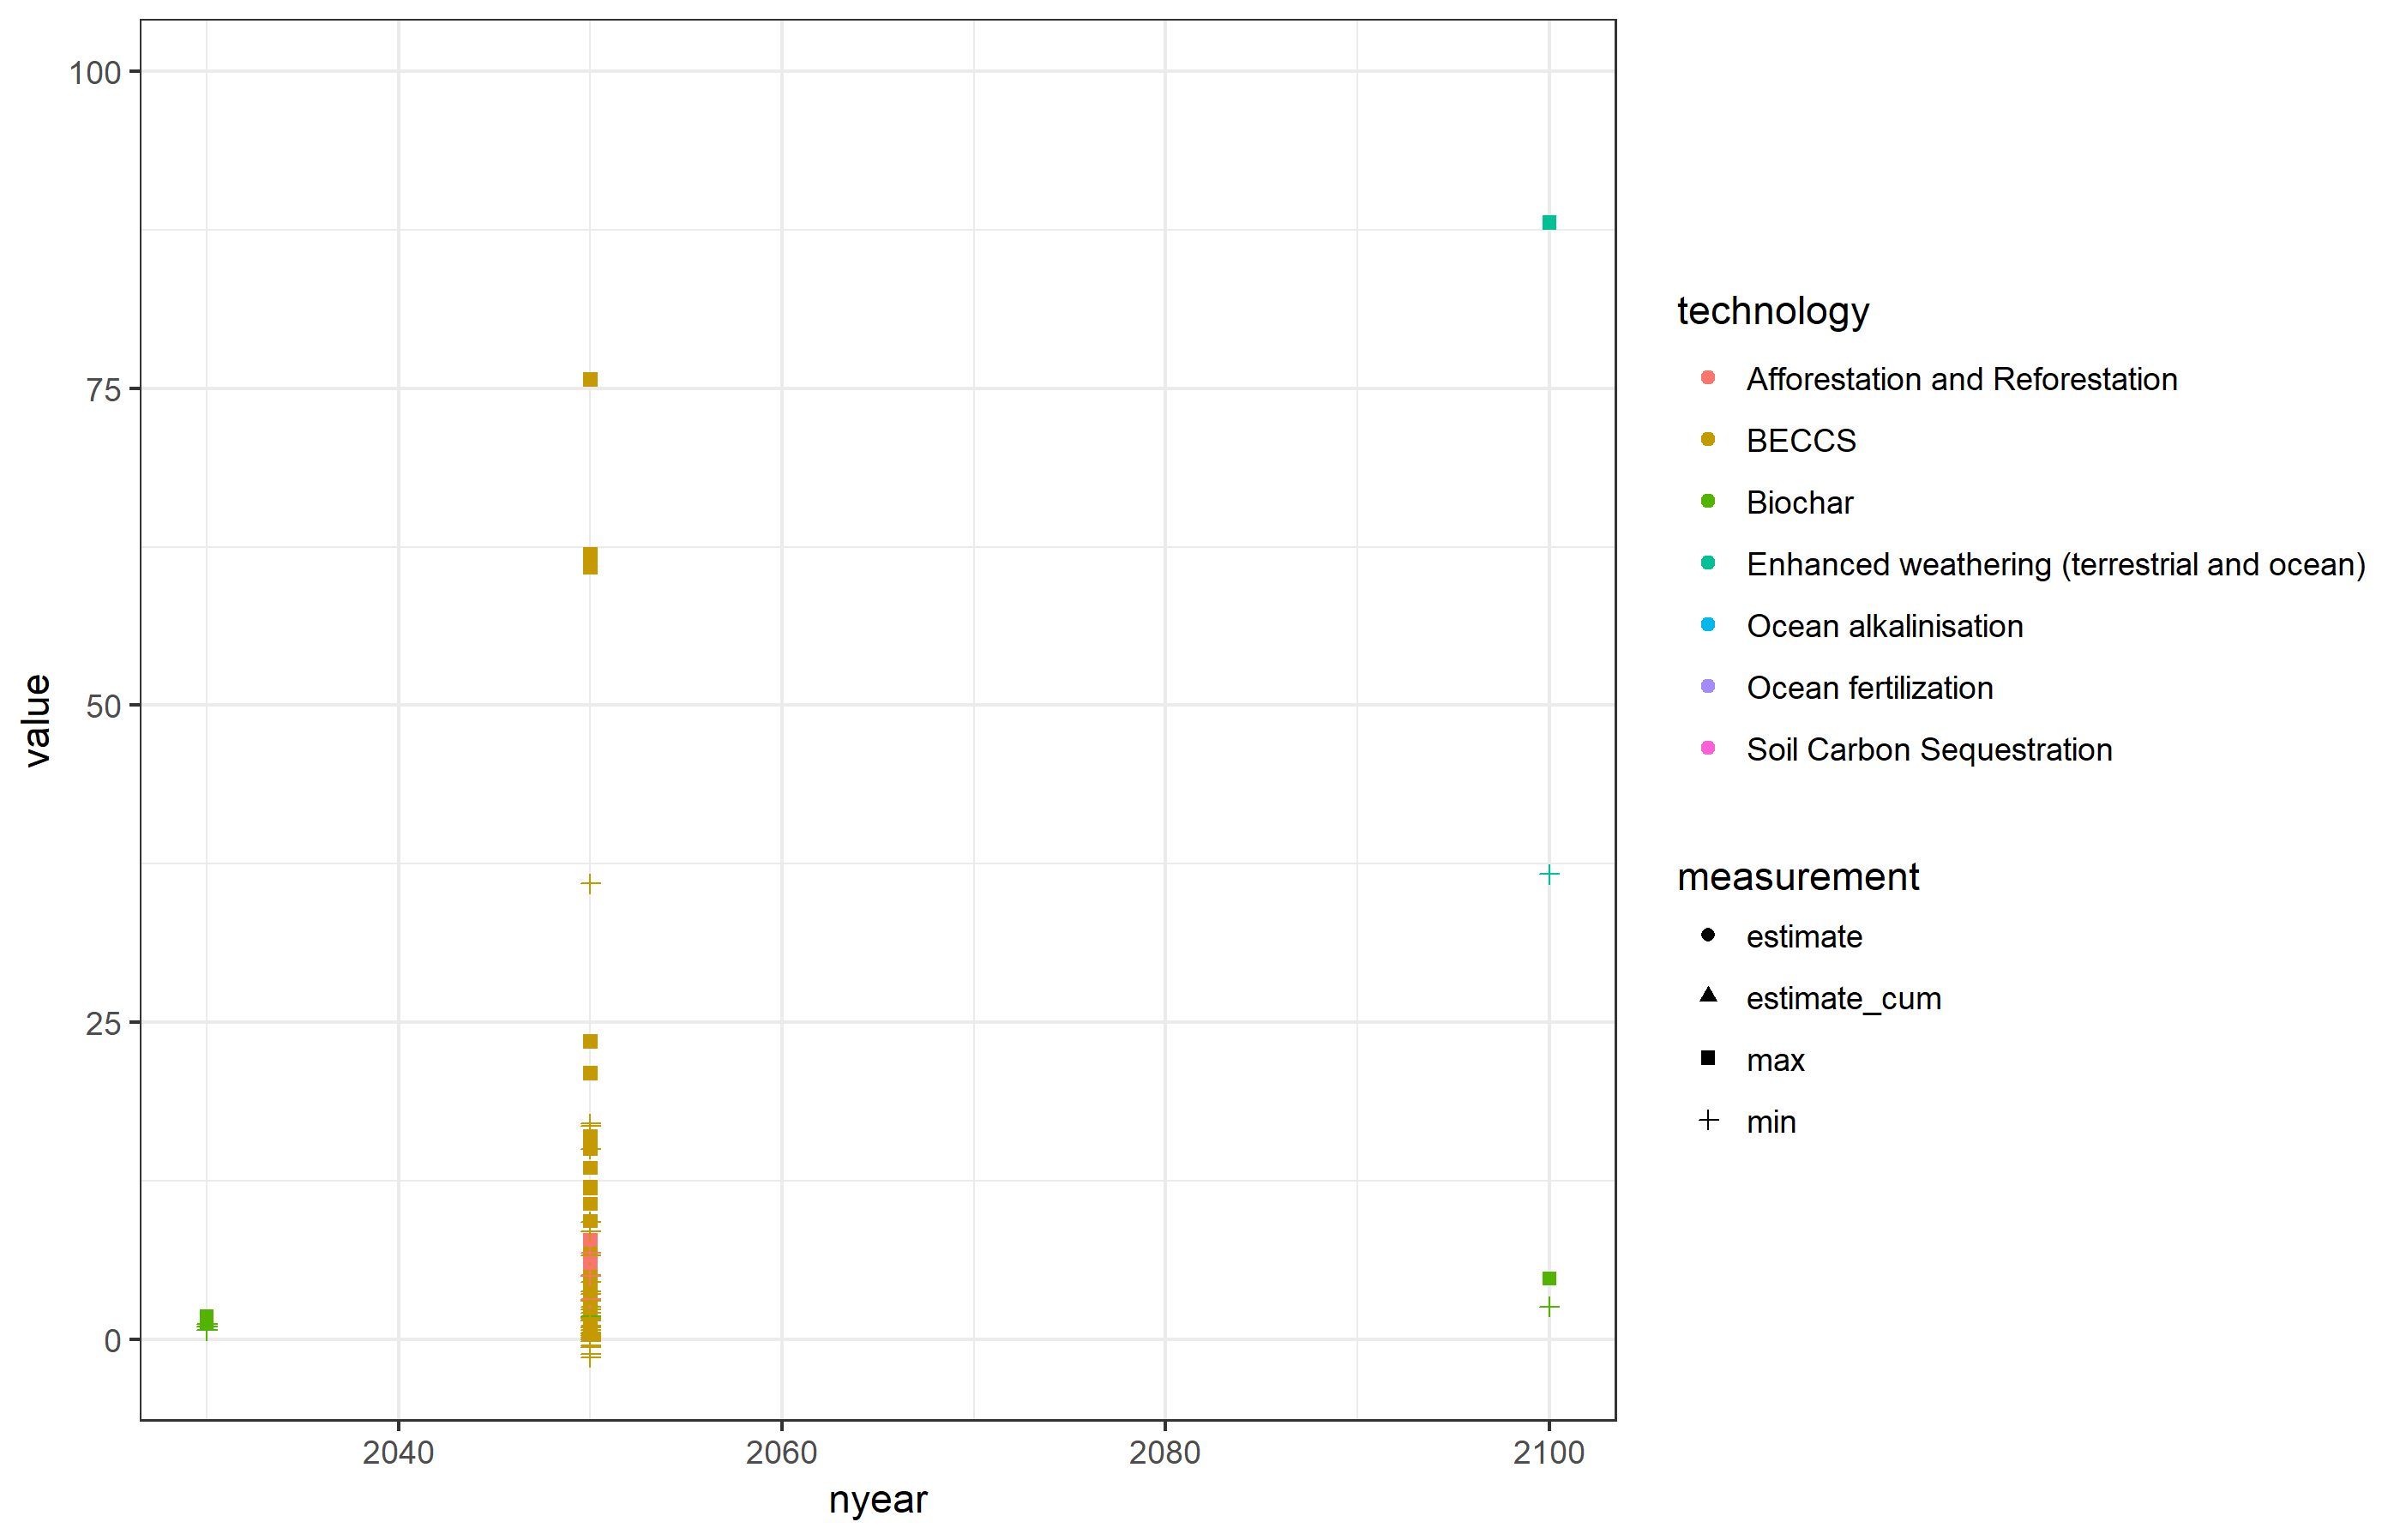 100
75
50
25
0
value
2040
2060
2080
2100
nyear
technology
Afforestation and Reforestation
BECCS
Biochar
Enhanced weathering (terrestrial and ocean)
Ocean alkalinisation
Ocean fertilization
Soil Carbon Sequestration
measurement
estimate
estimate_cum
max
min